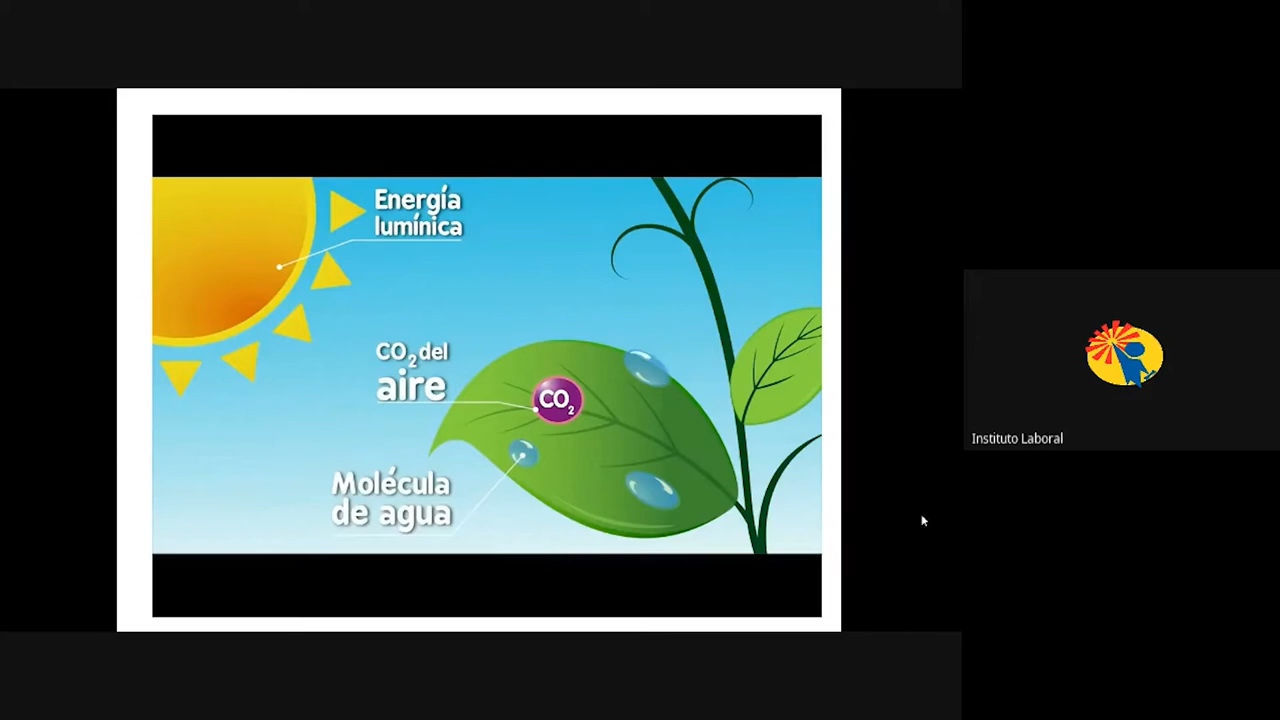 Energía
lumínica
CO₂ del
aire
CO₂
Molécula
de agua
Instituto Laboral